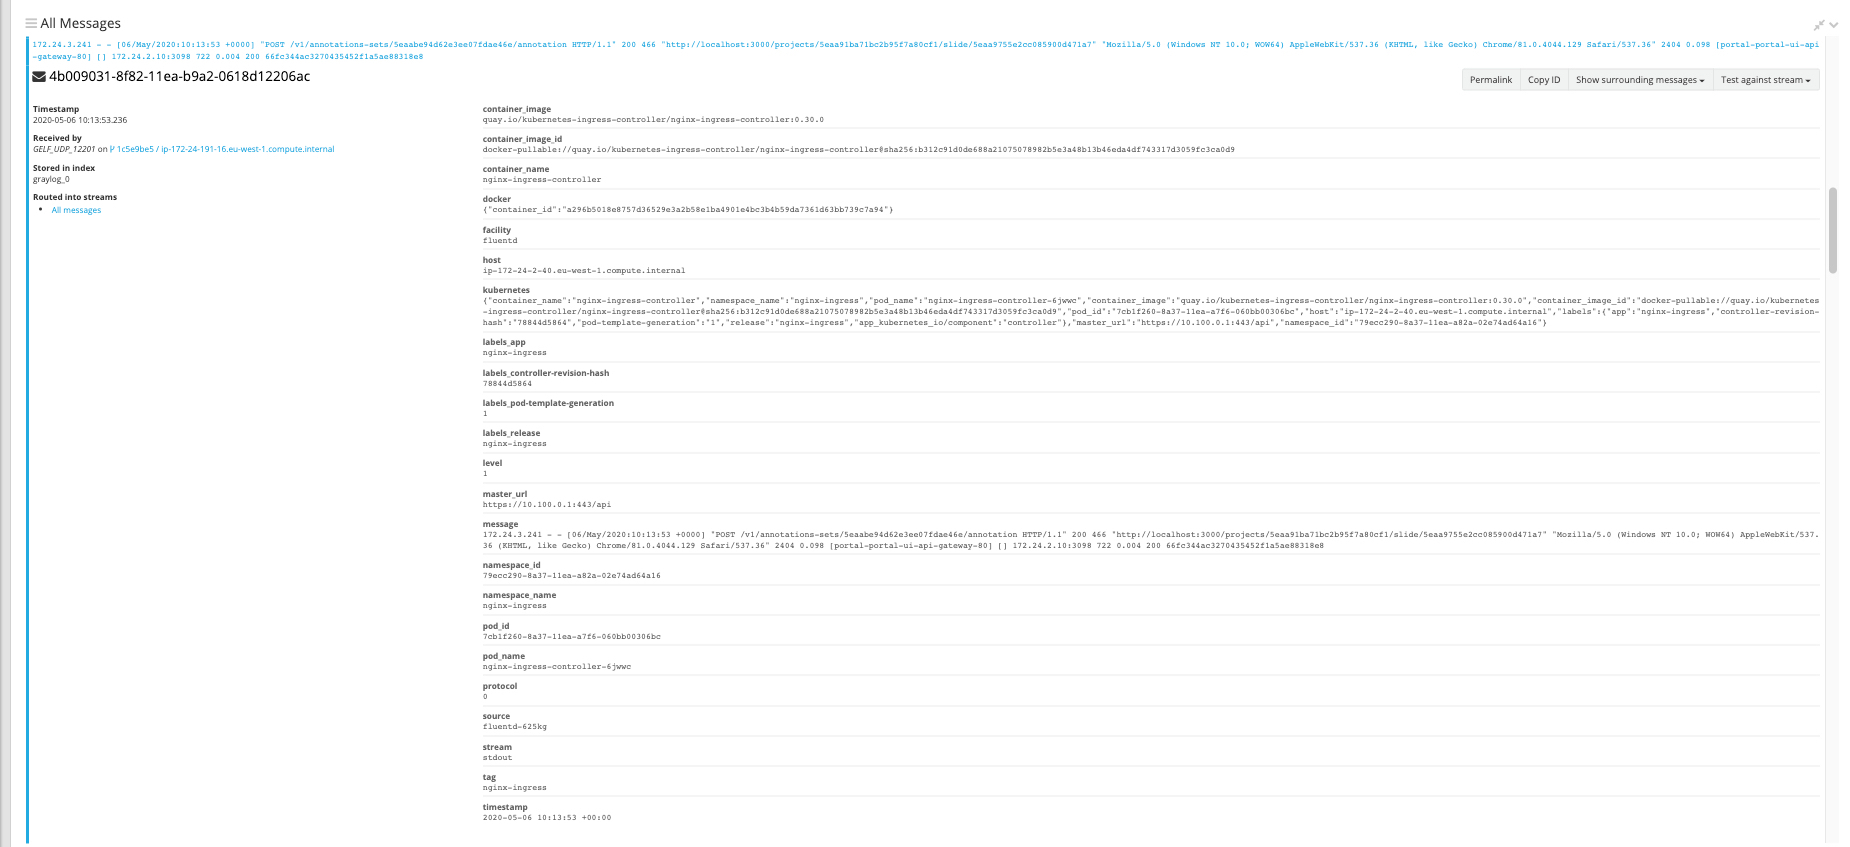 All Messages
172.24.3.241 - - [06/May/2020:10:13:53 +0000] "POST /v1/annotations-sets/5eaabe94d62e3ee07fdae46e/annotation HTTP/1.1" 200 466 "http://localhost:3000/projects/5eaa91ba71bc2b95f7a80cf1/slide/5eaa9755e2cc085900d471a7" "Mozilla/5.0 (Windows NT 10.0; WOW64) AppleWebKit/537.36 (KHTML, like Gecko) Chrome/81.0.4044.129 Safari/537.36" 2404 0.098 [portal-portal-ui-api
-gateway-80] [] 172.24.2.10:3098 722 0.004 200 66fc344ac3270435452f1a5ae88318e8
4b009031-8f82-11ea-b9a2-0618d12206ac
Permalink Copy ID Show surrounding messages Test against stream
Timestamp
2020-05-06 10:13:53.236
Received by
GELF_UDP_12201 on 1c5e9be5 / ip-172-24-191-16.eu-west-1.compute.internal
Stored in index
graylog_0
Routed into streams
• All messages
container_image
quay.io/kubernetes-ingress-controller/nginx-ingress-controller:0.30.0
container_image_id
docker-pullable://quay.io/kubernetes-ingress-controller/nginx-ingress-controller@sha256:b312c91d0de688a21075078982b5e3a48b13b46eda4df743317d3059fc3ca0d9
container_name
nginx-ingress-controller
docker
{"container_id":"a296b5018e8757d36529e3a2b58e1ba4901e4bc3b4b59da7361d63bb739c7a94"}
facility
fluentd
host
ip-172-24-2-40.eu-west-1.compute.internal
kubernetes
{"container_name":"nginx-ingress-controller","namespace_name":"nginx-ingress","pod_name":"nginx-ingress-controller-6jwwc","container_image":"quay.io/kubernetes-ingress-controller/nginx-ingress-controller:0.30.0","container_image_id":"docker-pullable://quay.io/kubernetes
-ingress-controller/nginx-ingress-controller@sha256:b312c91d0de688a21075078982b5e3a48b13b46eda4df743317d3059fc3ca0d9","pod_id":"7cb1f260-8a37-11ea-a7f6-060bb00306bc","host":"ip-172-24-2-40.eu-west-1.compute.internal","labels":{"app":"nginx-ingress","controller-revision-
hash":"78844d5864","pod-template-generation":"1","release":"nginx-ingress","app_kubernetes_io/component":"controller"},"master_url":"https://10.100.0.1:443/api","namespace_id":"79ecc290-8a37-11ea-a82a-02e74ad64a16"}
labels_app
nginx-ingress
labels_controller-revision-hash
78844d5864
labels_pod-template-generation
1
labels_release
nginx-ingress
level
1
master_url
https://10.100.0.1:443/api
message
172.24.3.241 - - [06/May/2020:10:13:53 +0000] "POST /v1/annotations-sets/5eaabe94d62e3ee07fdae46e/annotation HTTP/1.1" 200 466 "http://localhost:3000/projects/5eaa91ba71bc2b95f7a80cf1/slide/5eaa9755e2cc085900d471a7" "Mozilla/5.0 (Windows NT 10.0; WOW64) AppleWebKit/537.
36 (KHTML, like Gecko) Chrome/81.0.4044.129 Safari/537.36" 2404 0.098 [portal-portal-ui-api-gateway-80] [] 172.24.2.10:3098 722 0.004 200 66fc344ac3270435452f1a5ae88318e8
namespace_id
79ecc290-8a37-11ea-a82a-02e74ad64a16
namespace_name
nginx-ingress
pod_id
7cb1f260-8a37-11ea-a7f6-060bb00306bc
pod_name
nginx-ingress-controller-6jwwc
protocol
0
source
fluentd-625kg
stream
stdout
tag
nginx-ingress
timestamp
2020-05-06 10:13:53 +00:00